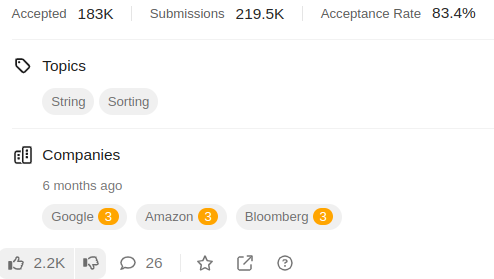 Accepted 183K Submissions 219.5K Acceptance Rate 83.4%
Topics
String Sorting
Companies
6 months ago
Google 3 Amazon 3 Bloomberg 3
2.2K 26